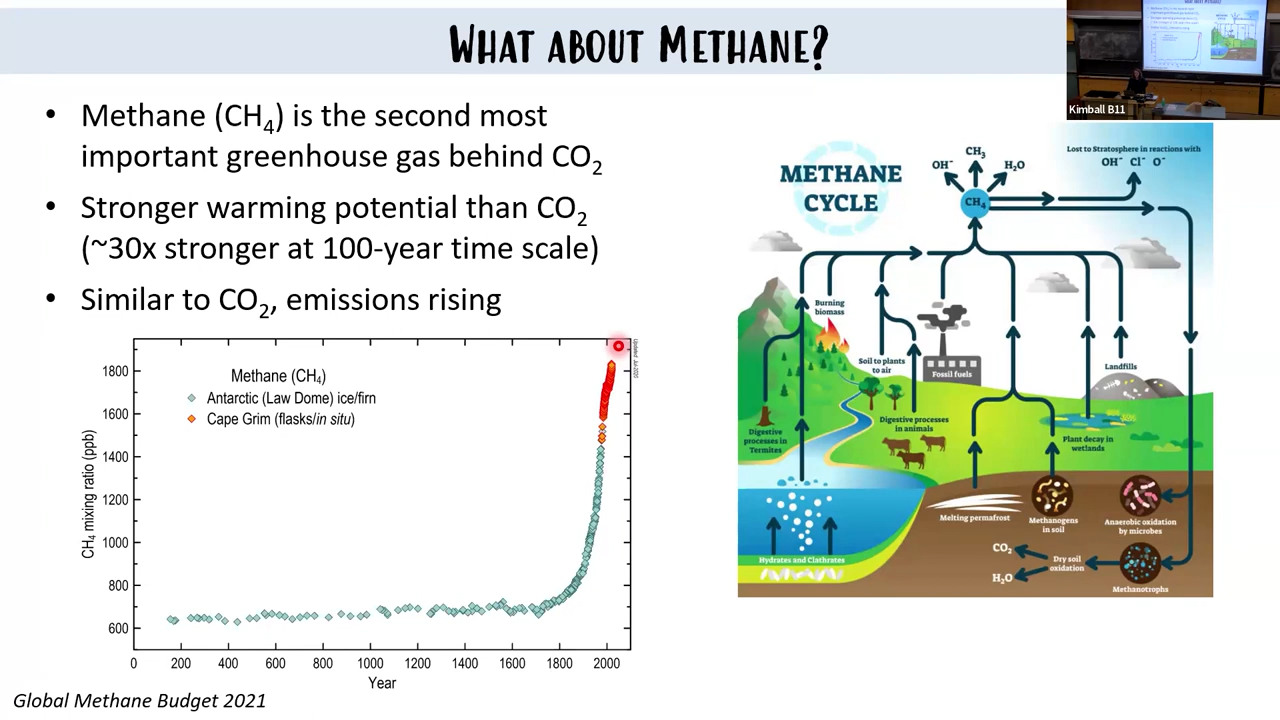 WHAT ABOUT METHANE?
Kimball B11
• Methane (CH4) is the second most
important greenhouse gas behind CO2
• Stronger warming potential than CO2
(~30x stronger at 100-year time scale)
• Similar to CO2, emissions rising
Methane (CH4)
Antarctic (Law Dome) ice/firn
Cape Grim (flasks/in situ)
CH4 mixing ratio (ppb)
1800
1600
1400
1200
1000
800
600
0 200 400 600 800 1000 1200 1400 1600 1800 2000
Year
Updated Jul-2020
Global Methane Budget 2021
METHANE
CYCLE
CH3
OH- H2O
CH4
Lost to Stratosphere in reactions with
OH- Cl- O-
Burning
biomass
Soil to plants
to air
Fossil fuels
Landfills
Digestive
processes in
Termites
Digestive processes
in animals
Plant decay in
wetlands
Melting permafrost
Methanogens
in soil
Anaerobic oxidation
by microbes
Hydrates and Clathrates
CO2
H2O
Dry soil
oxidation
Methanotrophs